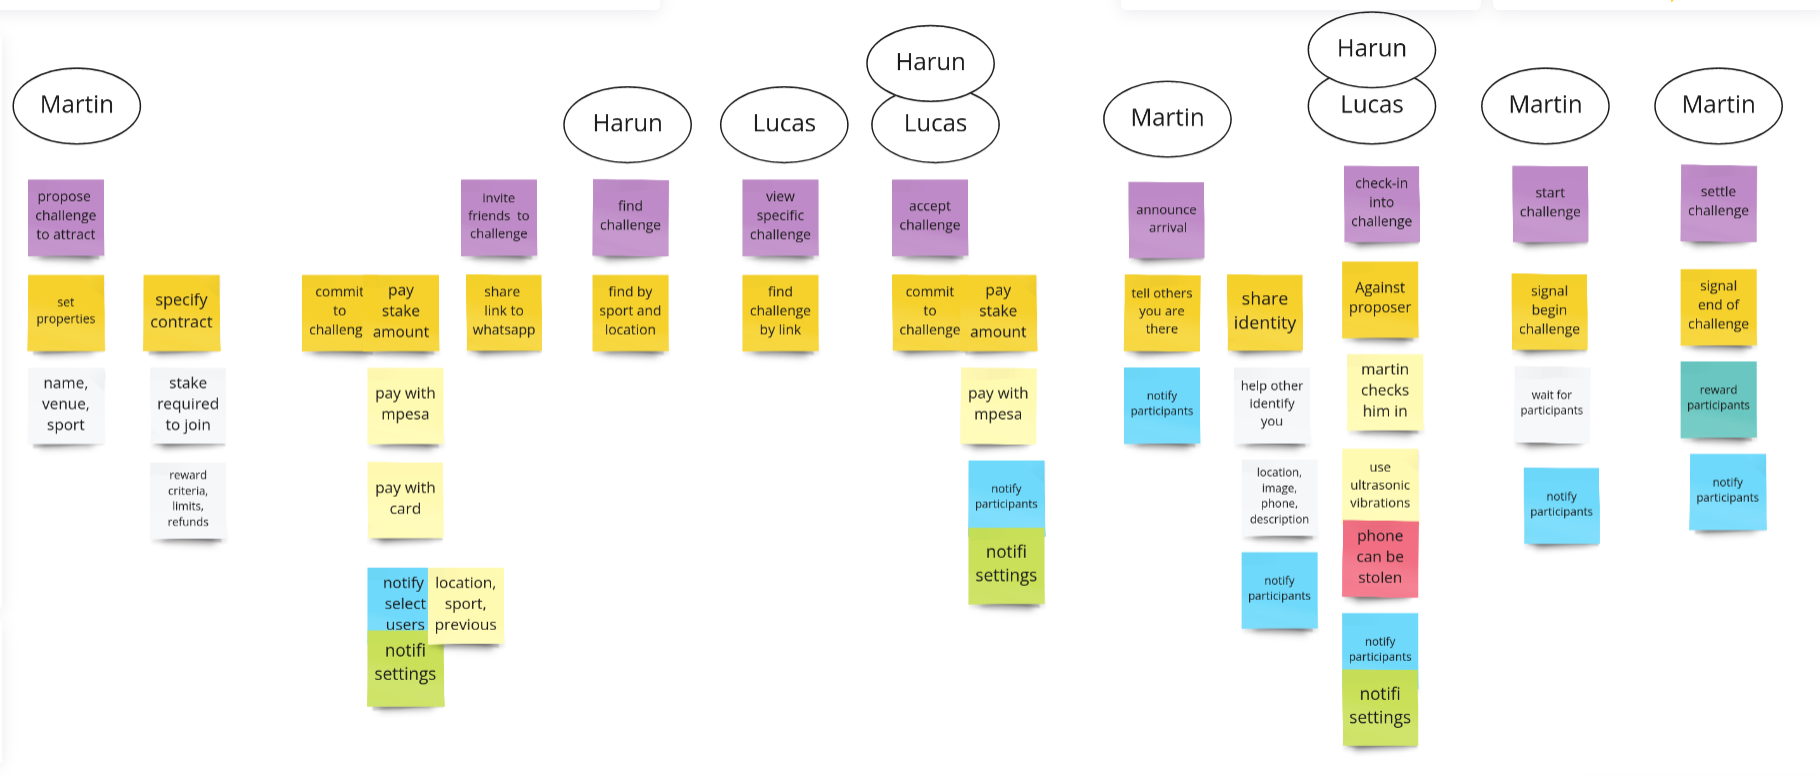 Martin
Harun
Lucas
Harun
Lucas
Martin
Harun
Lucas
Martin
Martin
propose
challenge
to attract
invite
friends to
challenge
find
challenge
view
specific
challenge
accept
challenge
announce
arrival
check-in
into
challenge
start
challenge
settle
challenge
set
properties
specify
contract
commit
to
challeng
pay
stake
amount
share
link to
whatsapp
find by
sport and
location
find
challenge
by link
commit
to
challenge
pay
stake
amount
tell others
you are
there
share
identity
Against
proposer
signal
begin
challenge
signal
end of
challenge
name,
venue,
sport
stake
required
to join
reward
criteria,
limits,
refunds
pay with
mpesa
pay with
card
notify
select
users
location,
sport,
previous
notifi
settings
pay with
mpesa
notify
participants
notifi
settings
notify
participants
help other
identify
you
location,
image,
phone,
description
notify
participants
martin
checks
him in
use
ultrasonic
vibrations
phone
can be
stolen
notify
participants
notifi
settings
wait for
participants
notify
participants
reward
participants
notify
participants